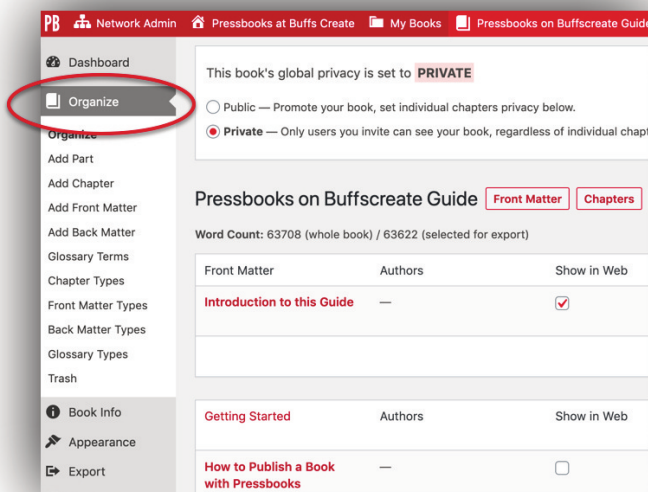 PB Network Admin Pressbooks at Buffs Create My Books Pressbooks on Buffscreate Guide
Dashboard
Organize
Organize
Add Part
Add Chapter
Add Front Matter
Add Back Matter
Glossary Terms
Chapter Types
Front Matter Types
Back Matter Types
Glossary Types
Trash
Book Info
Appearance
Export
This book's global privacy is set to PRIVATE
Public — Promote your book, set individual chapters privacy below.
Private — Only users you invite can see your book, regardless of individual chapt
Pressbooks on Buffscreate Guide Front Matter Chapters
Word Count: 63708 (whole book) / 63622 (selected for export)
Front Matter Authors Show in Web
Introduction to this Guide —
Getting Started Authors Show in Web
How to Publish a Book —
with Pressbooks